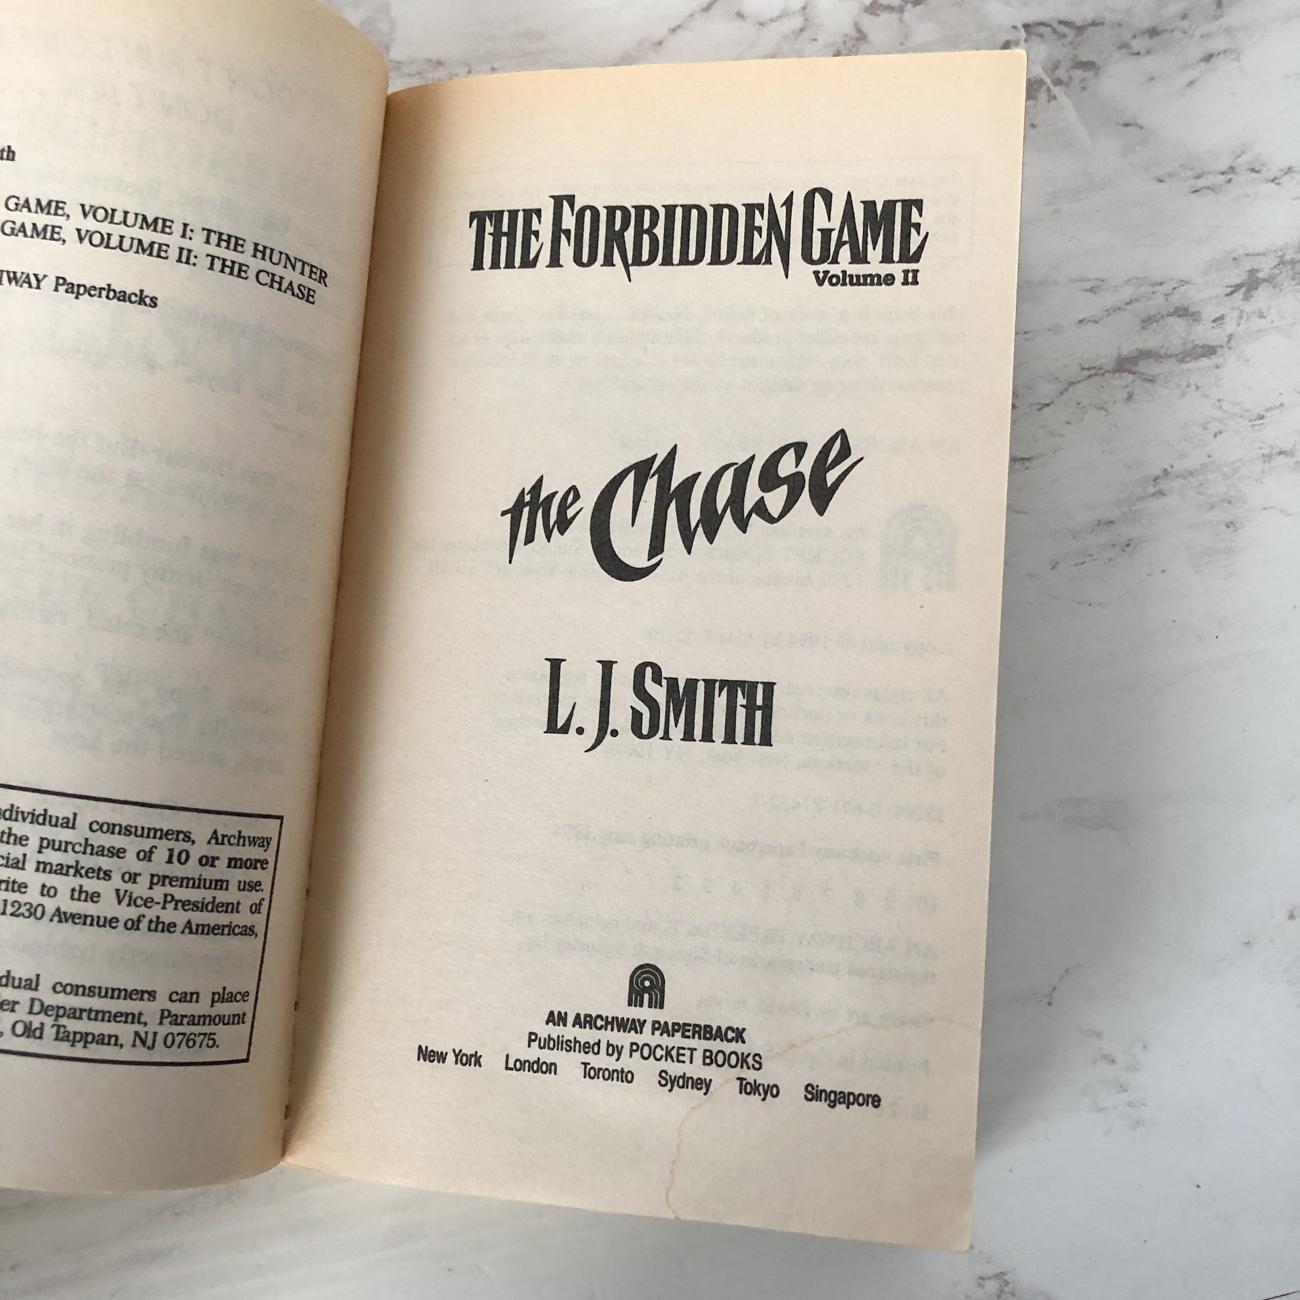 th
GAME, VOLUME I: THE HUNTER
GAME, VOLUME II: THE CHASE
WAY Paperbacks
dividual consumers, Archway
the purchase of 10 or more
cial markets or premium use.
rite to the Vice-President of
1230 Avenue of the Americas,
dual consumers can place
er Department, Paramount
, Old Tappan, NJ 07675.
THE FORBIDDEN GAME
Volume II
the Chase
L. J. SMITH
AN ARCHWAY PAPERBACK
Published by POCKET BOOKS
New York London Toronto Sydney Tokyo Singapore